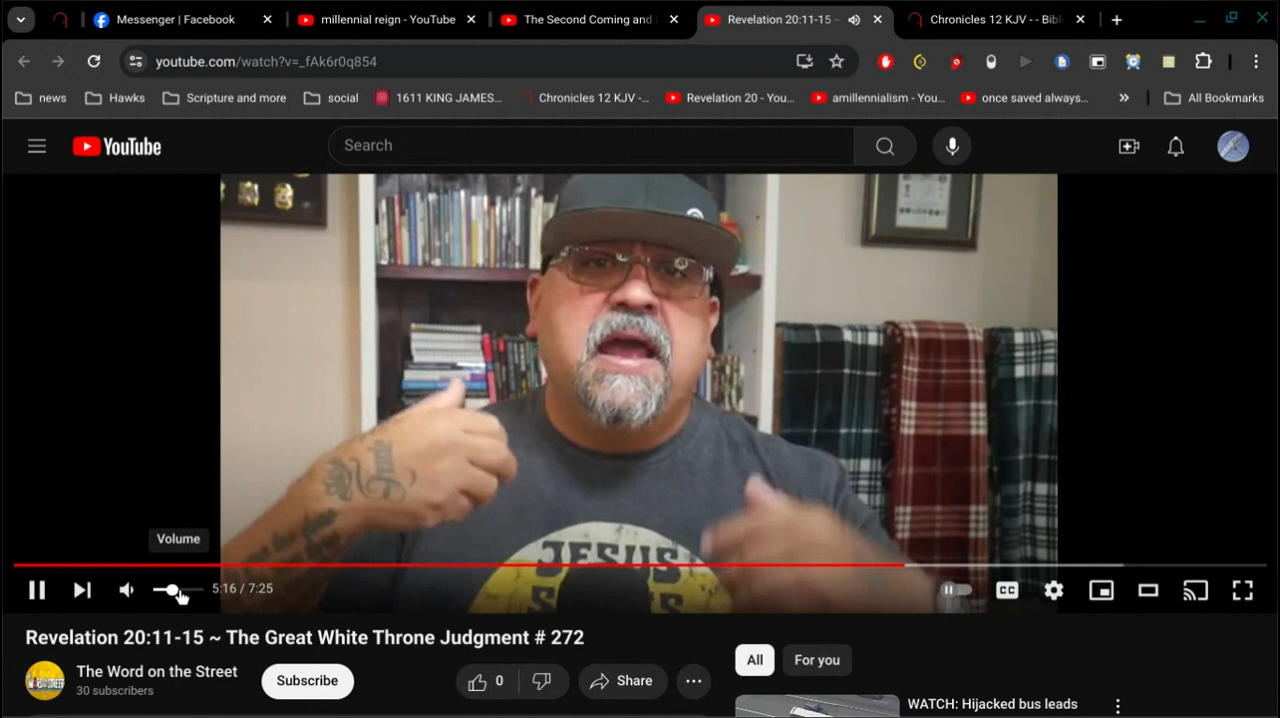 Messenger | Facebook
millennial reign - YouTube
The Second Coming and
Revelation 20:11-15 ~
Chronicles 12 KJV - - Bibl
youtube.com/watch?v=_fAk6r0q854
news
Hawks
Scripture and more
social
1611 KING JAMES...
Chronicles 12 KJV -...
Revelation 20 - You...
amillennialism - You...
once saved always...
All Bookmarks
YouTube
Search
JESUS
Volume
5:16 / 7:25
CC
Revelation 20:11-15 ~ The Great White Throne Judgment # 272
The Word on the Street
30 subscribers
Subscribe
0
Share
All
For you
WATCH: Hijacked bus leads